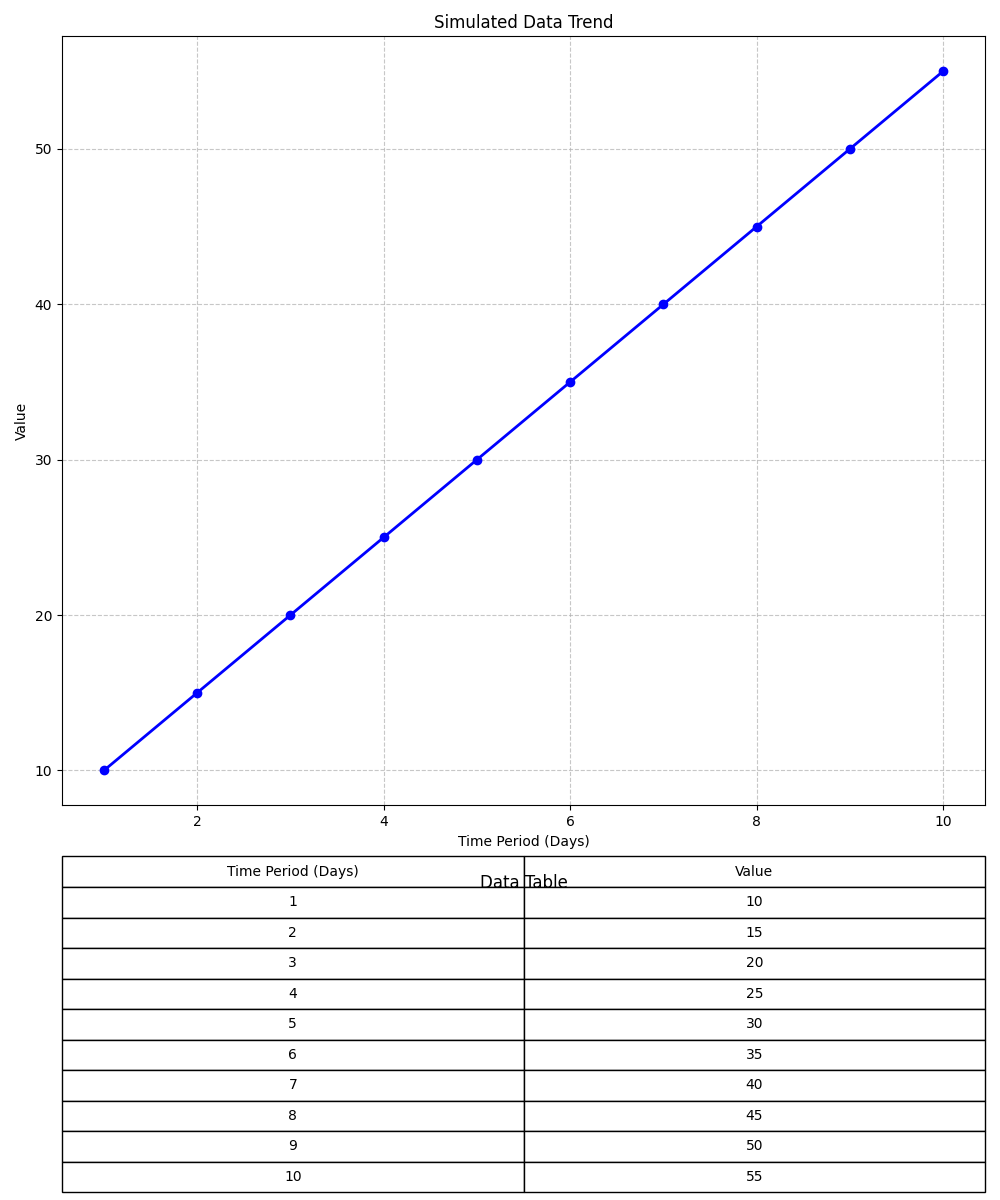 Simulated Data Trend
Value
50
40
30
20
10
2 4 6 8 10
Time Period (Days)
Time Period (Days) Value
Data Table
1 10
2 15
3 20
4 25
5 30
6 35
7 40
8 45
9 50
10 55